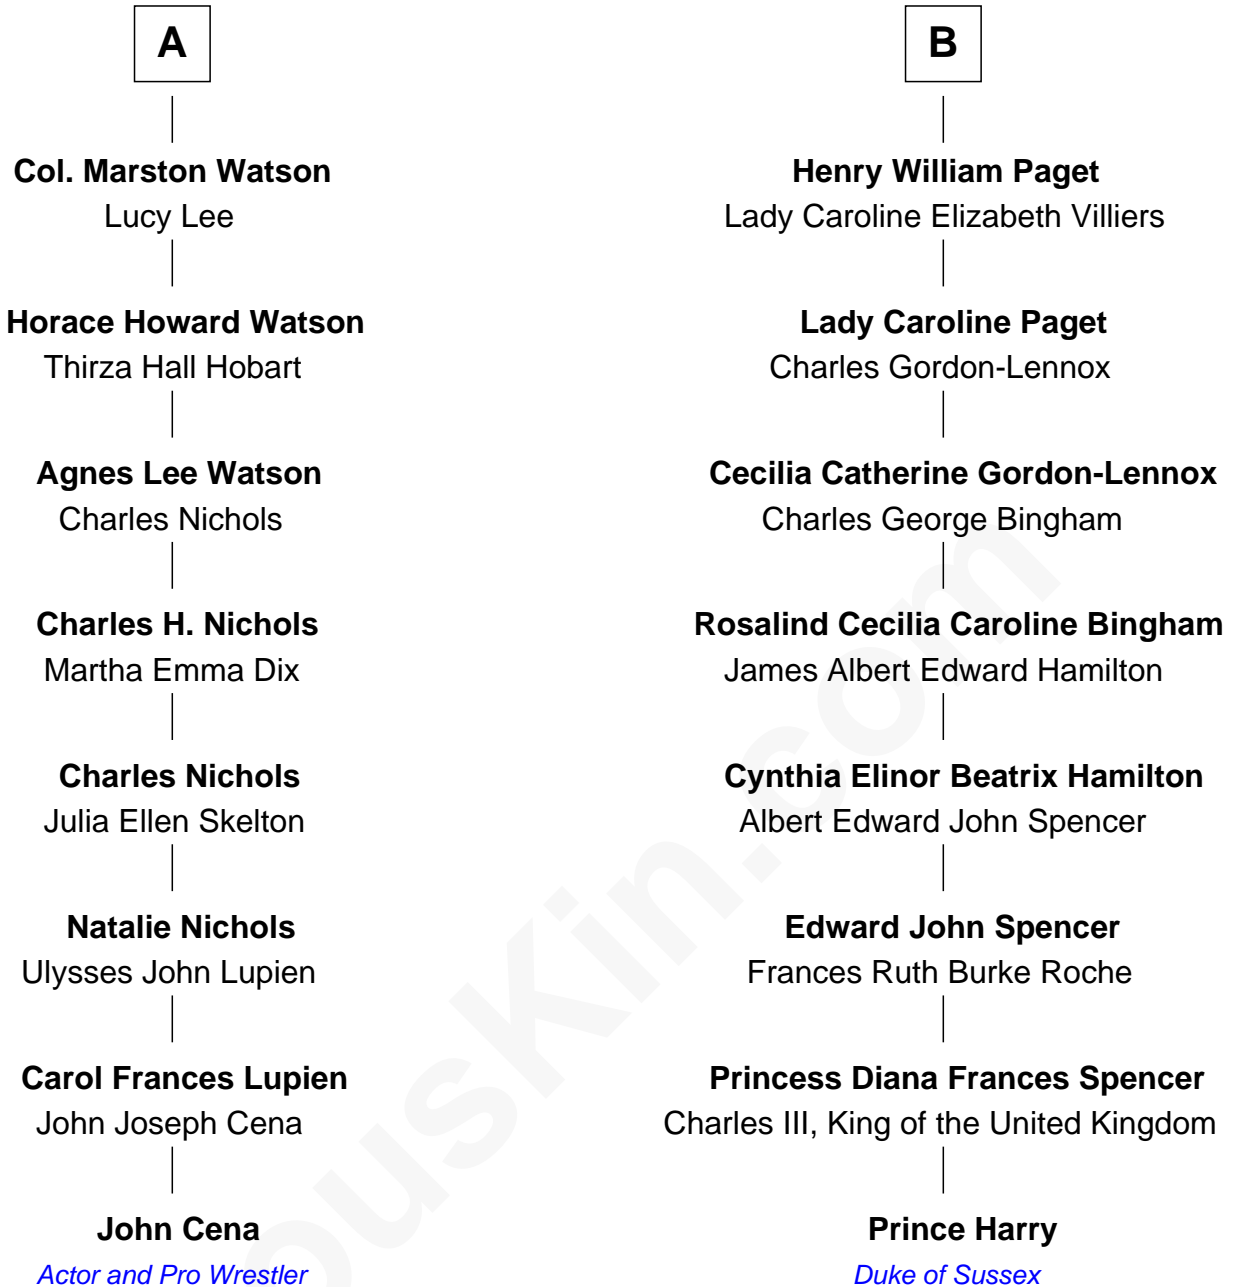 A
Col. Marston Watson
Lucy Lee
Horace Howard Watson
Thirza Hall Hobart
Agnes Lee Watson
Charles Nichols
Charles H. Nichols
Martha Emma Dix
Charles Nichols
Julia Ellen Skelton
Natalie Nichols
Ulysses John Lupien
Carol Frances Lupien
John Joseph Cena
John Cena
Actor and Pro Wrestler
B
Henry William Paget
Lady Caroline Elizabeth Villiers
Lady Caroline Paget
Charles Gordon-Lennox
Cecilia Catherine Gordon-Lennox
Charles George Bingham
Rosalind Cecilia Caroline Bingham
James Albert Edward Hamilton
Cynthia Elinor Beatrix Hamilton
Albert Edward John Spencer
Edward John Spencer
Frances Ruth Burke Roche
Princess Diana Frances Spencer
Charles III, King of the United Kingdom
Prince Harry
Duke of Sussex
ousKin.com